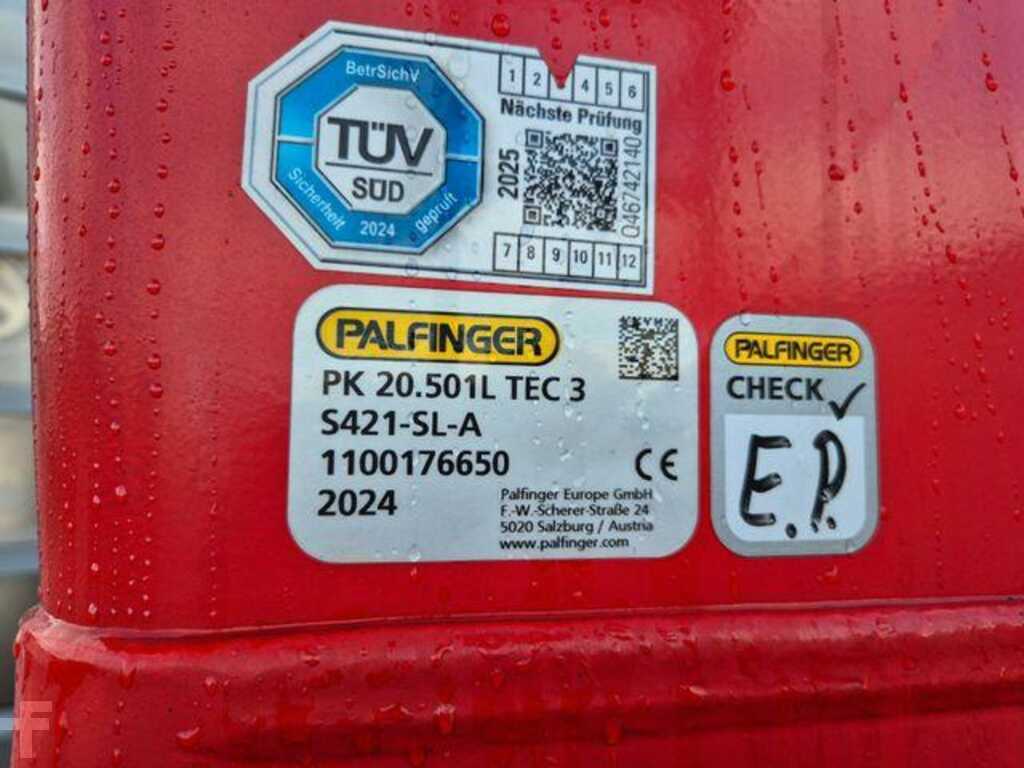 BetrSichV
TÜV
SÜD
Sicherheit
2024
geprüft
1 2 4 5 6
Nächste Prüfung
2025
046742140
7 8 9 10 11 12
PALFINGER
PK 20.501L TEC 3
S421-SL-A
1100176650
2024
CE
Palfinger Europe GmbH
F.-W.-Scherer-Straße 24
5020 Salzburg / Austria
www.palfinger.com
PALFINGER
CHECK
E.P.
F